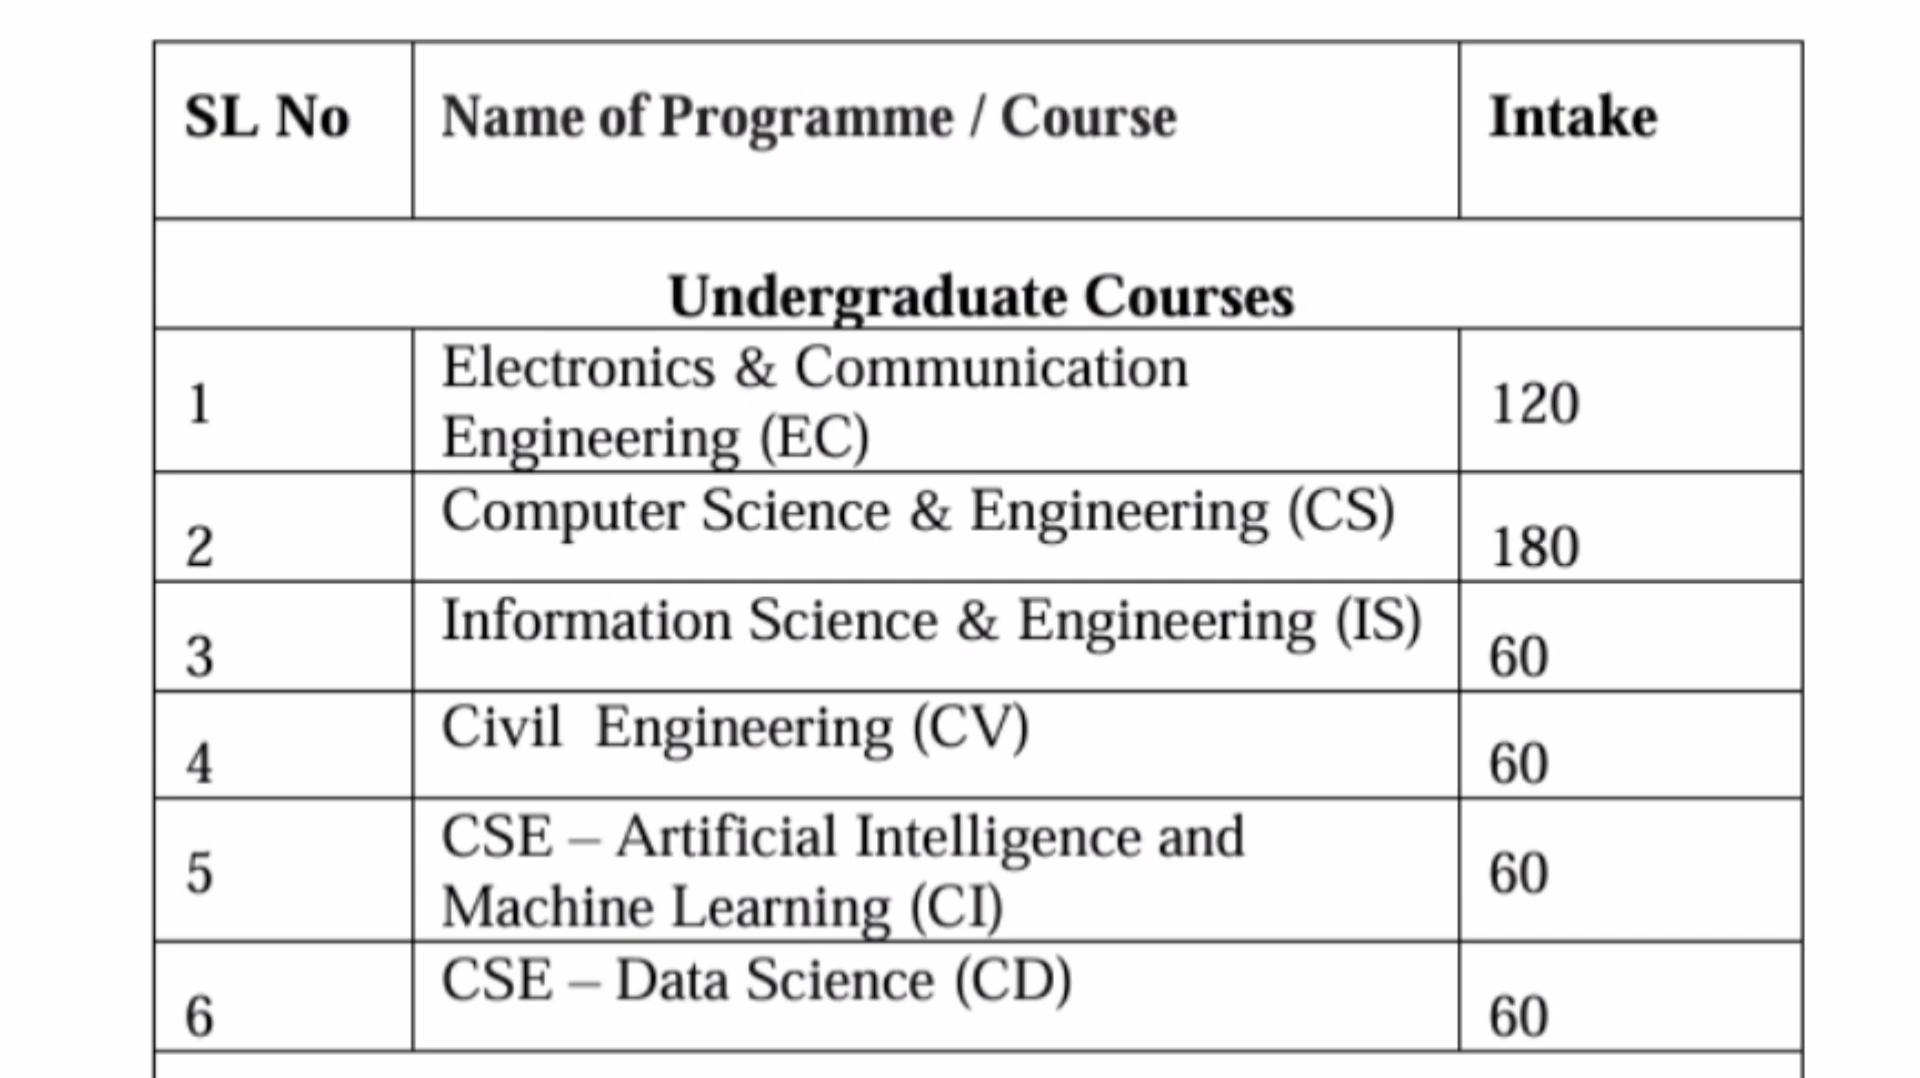 SL No Name of Programme / Course Intake
Undergraduate Courses
1 Electronics & Communication
Engineering (EC) 120
2 Computer Science & Engineering (CS) 180
3 Information Science & Engineering (IS) 60
4 Civil Engineering (CV) 60
5 CSE – Artificial Intelligence and
Machine Learning (CI) 60
6 CSE – Data Science (CD) 60